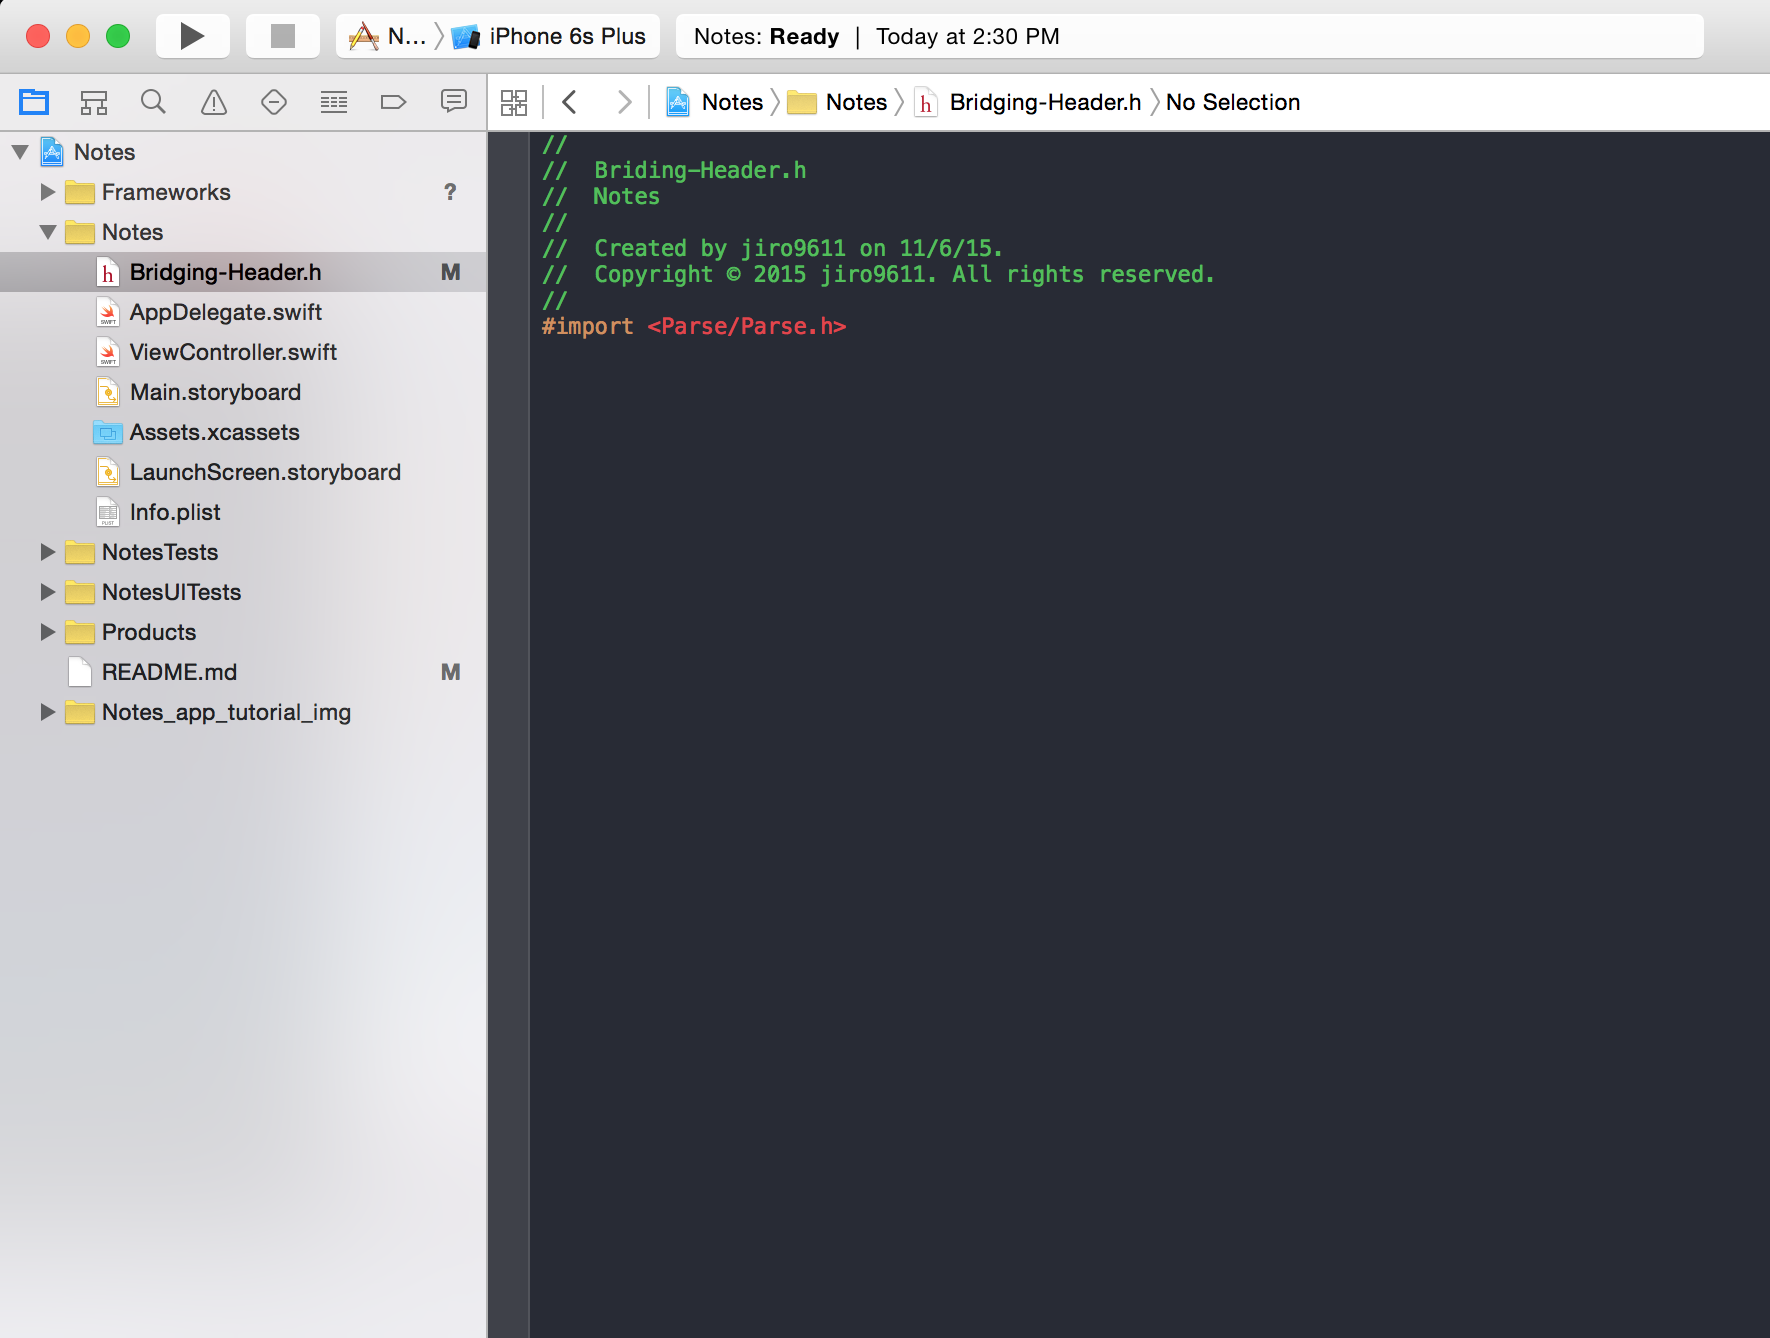 N... iPhone 6s Plus Notes: Ready | Today at 2:30 PM
Notes Notes h Bridging-Header.h No Selection
Notes
Frameworks ?
Notes
h Bridging-Header.h M
SWIFT AppDelegate.swift
SWIFT ViewController.swift
Main.storyboard
Assets.xcassets
LaunchScreen.storyboard
PLIST Info.plist
NotesTests
NotesUITests
Products
README.md M
Notes_app_tutorial_img
//
// Briding-Header.h
// Notes
//
// Created by jiro9611 on 11/6/15.
// Copyright © 2015 jiro9611. All rights reserved.
//
#import <Parse/Parse.h>